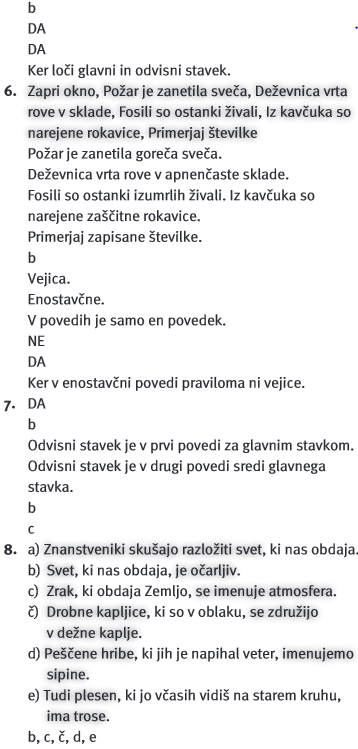 b
DA
DA
Ker loči glavni in odvisni stavek.
6. Zapri okno, Požar je zanetila sveča, Deževnica vrta
rove v sklade, Fosili so ostanki živali, Iz kavčuka so
narejene rokavice, Primerjaj številke
Požar je zanetila goreča sveča.
Deževnica vrta rove v apnenčaste sklade.
Fosili so ostanki izumrlih živali. Iz kavčuka so
narejene zaščitne rokavice.
Primerjaj zapisane številke.
b
Vejica.
Enostavčne.
V povedih je samo en povedek.
NE
DA
Ker v enostavčni povedi praviloma ni vejice.
7. DA
b
Odvisni stavek je v prvi povedi za glavnim stavkom.
Odvisni stavek je v drugi povedi sredi glavnega
stavka.
b
c
8. a) Znanstveniki skušajo razložiti svet, ki nas obdaja.
b) Svet, ki nas obdaja, je očarljiv.
c) Zrak, ki obdaja Zemljo, se imenuje atmosfera.
č) Drobne kapljice, ki so v oblaku, se združijo
v dežne kaplje.
d) Peščene hribe, ki jih je napihal veter, imenujemo
sipine.
e) Tudi plesen, ki jo včasih vidiš na starem kruhu,
ima trose.
b, c, č, d, e